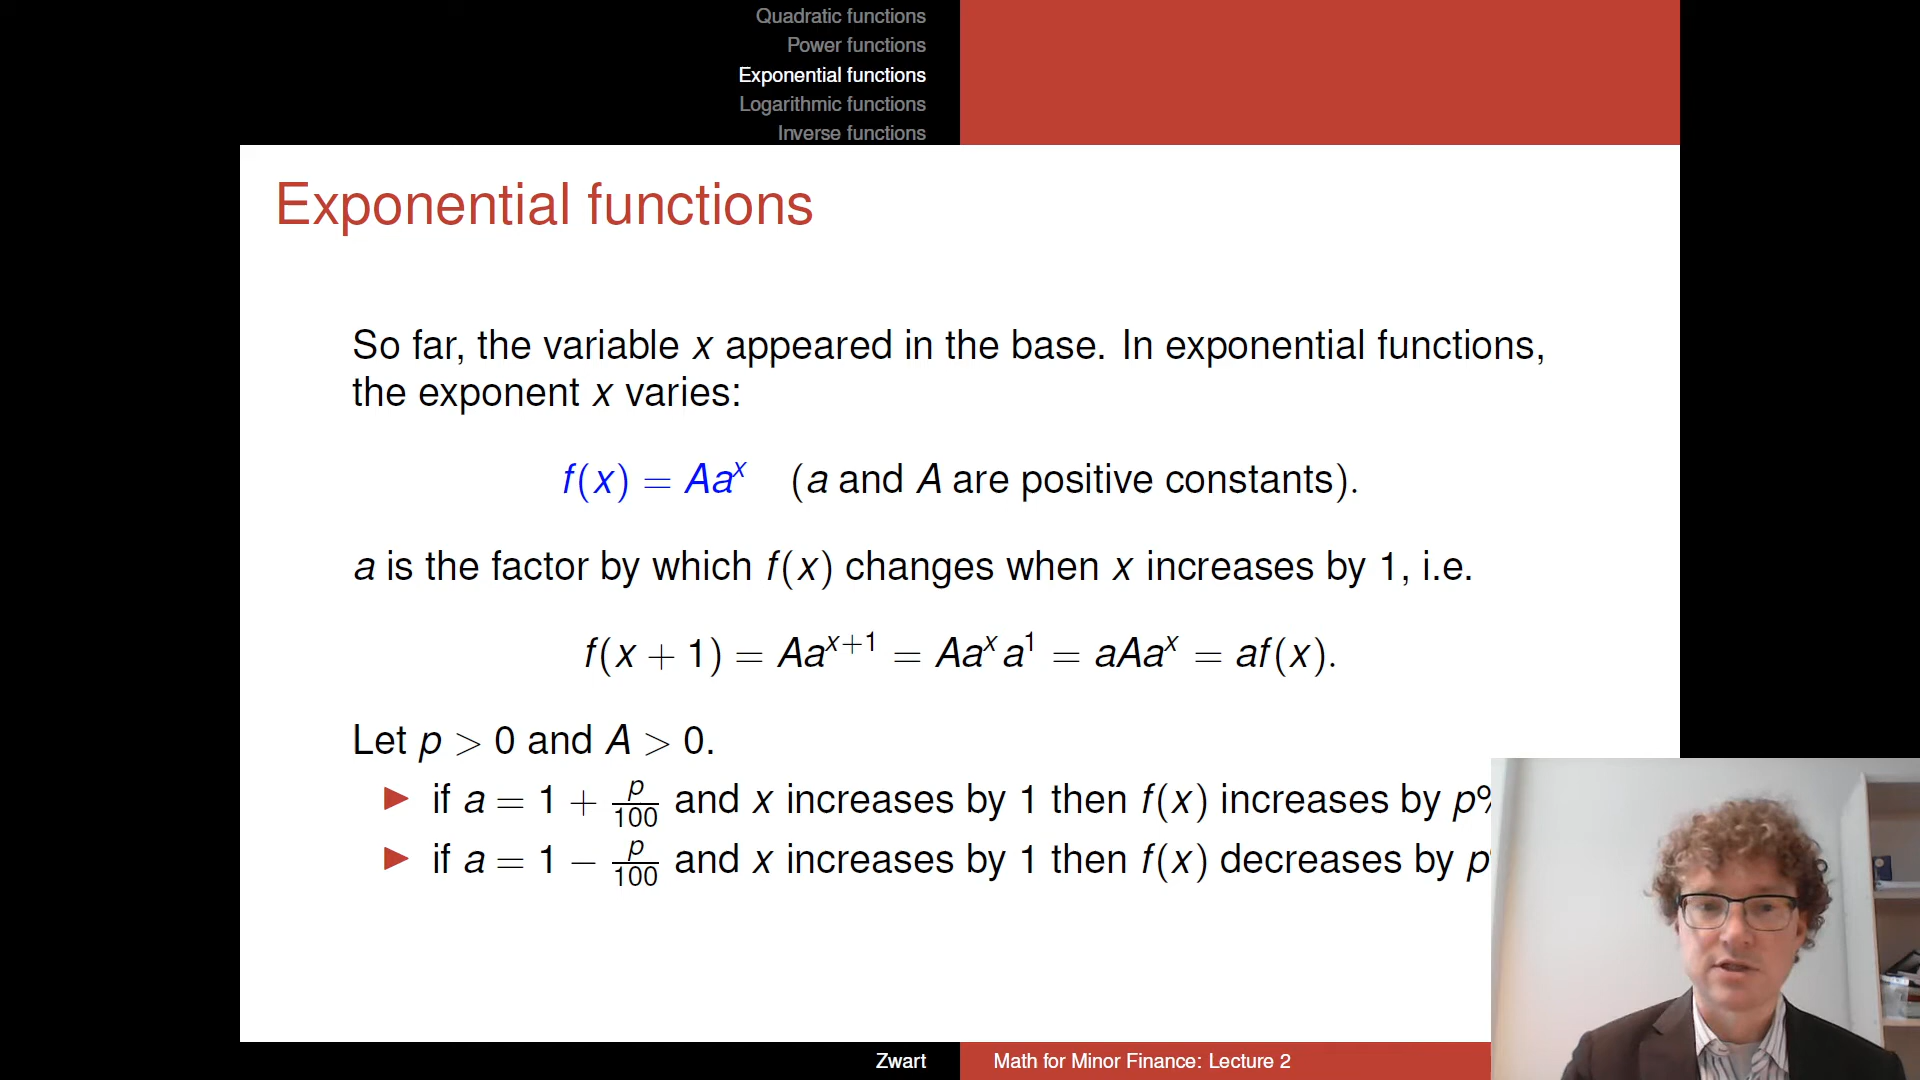 Quadratic functions
Power functions
Exponential functions
Logarithmic functions
Inverse functions
Exponential functions
So far, the variable x appeared in the base. In exponential functions,
the exponent x varies:
f(x) = Aa^x (a and A are positive constants).
a is the factor by which f(x) changes when x increases by 1, i.e.
f(x + 1) = Aa^{x+1} = Aa^x a^1 = aAa^x = af(x).
Let p > 0 and A > 0.
▶ if a = 1 + p/100 and x increases by 1 then f(x) increases by p%
▶ if a = 1 − p/100 and x increases by 1 then f(x) decreases by p
Zwart
Math for Minor Finance: Lecture 2